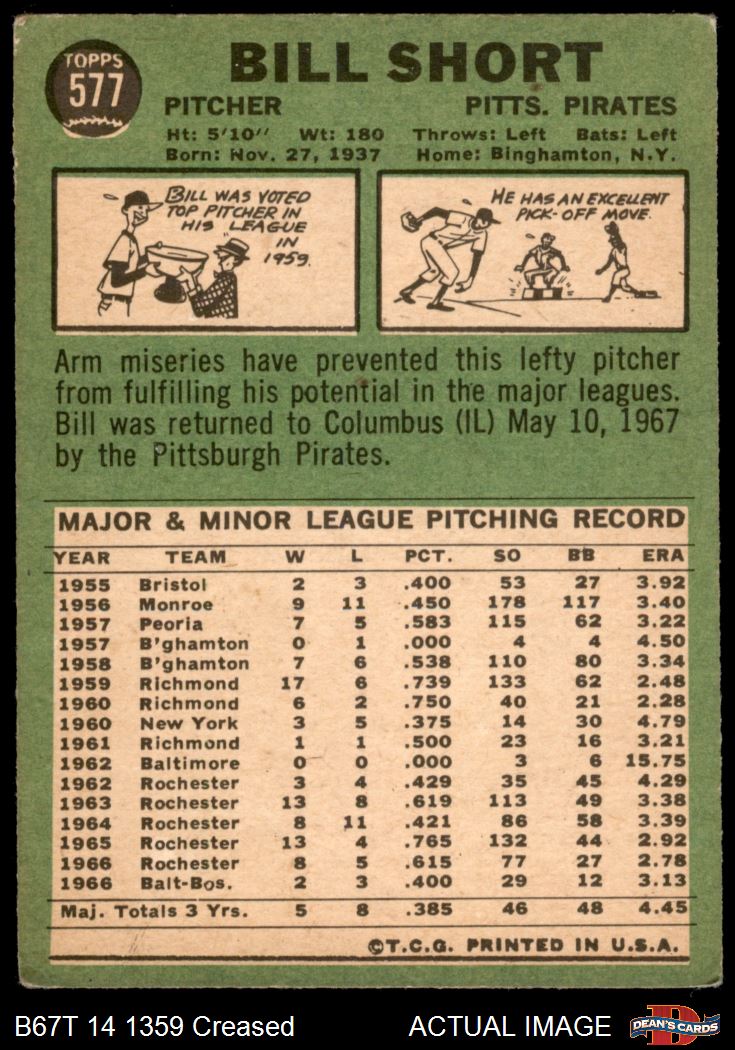 TOPPS
577
BILL SHORT
PITCHER PITTS. PIRATES
Ht: 5'10" Wt: 180 Throws: Left Bats: Left
Born: Nov. 27, 1937 Home: Binghamton, N.Y.
BILL WAS VOTED
TOP PITCHER IN
HIS LEAGUE
IN
1959.
HE HAS AN EXCELLENT
PICK-OFF MOVE.
Arm miseries have prevented this lefty pitcher
from fulfilling his potential in the major leagues.
Bill was returned to Columbus (IL) May 10, 1967
by the Pittsburgh Pirates.
MAJOR & MINOR LEAGUE PITCHING RECORD
YEAR TEAM W L PCT. SO BB ERA
1955 Bristol 2 3 .400 53 27 3.92
1956 Monroe 9 11 .450 178 117 3.40
1957 Peoria 7 5 .583 115 62 3.22
1957 B'ghamton 0 1 .000 4 4 4.50
1958 B'ghamton 7 6 .538 110 80 3.34
1959 Richmond 17 6 .739 133 62 2.48
1960 Richmond 6 2 .750 40 21 2.28
1960 New York 3 5 .375 14 30 4.79
1961 Richmond 1 1 .500 23 16 3.21
1962 Baltimore 0 0 .000 3 6 15.75
1962 Rochester 3 4 .429 35 45 4.29
1963 Rochester 13 8 .619 113 49 3.38
1964 Rochester 8 11 .421 86 58 3.39
1965 Rochester 13 4 .765 132 44 2.92
1966 Rochester 8 5 .615 77 27 2.78
1966 Balt-Bos. 2 3 .400 29 12 3.13
Maj. Totals 3 Yrs. 5 8 .385 46 48 4.45
©T.C.G. PRINTED IN U.S.A.
B67T 14 1359 Creased ACTUAL IMAGE
DEAN'S CARDS